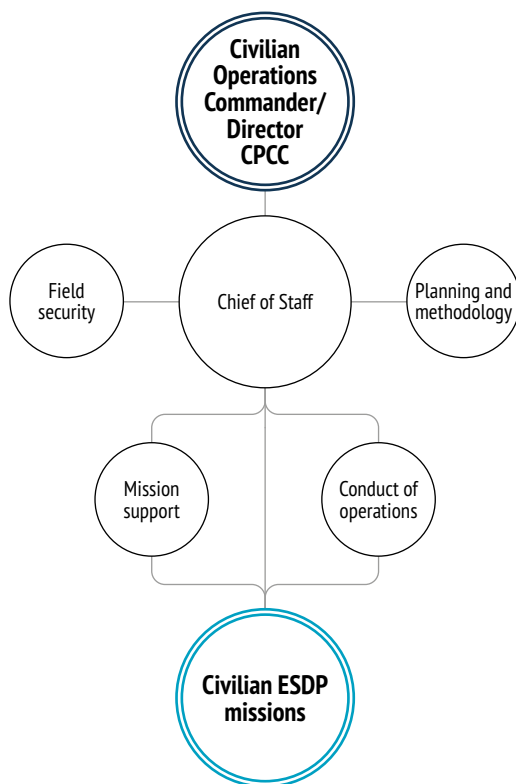 Civilian
Operations
Commander/
Director
CPCC
Field
security
Chief of Staff
Planning and
methodology
Mission
support
Conduct of
operations
Civilian ESDP
missions